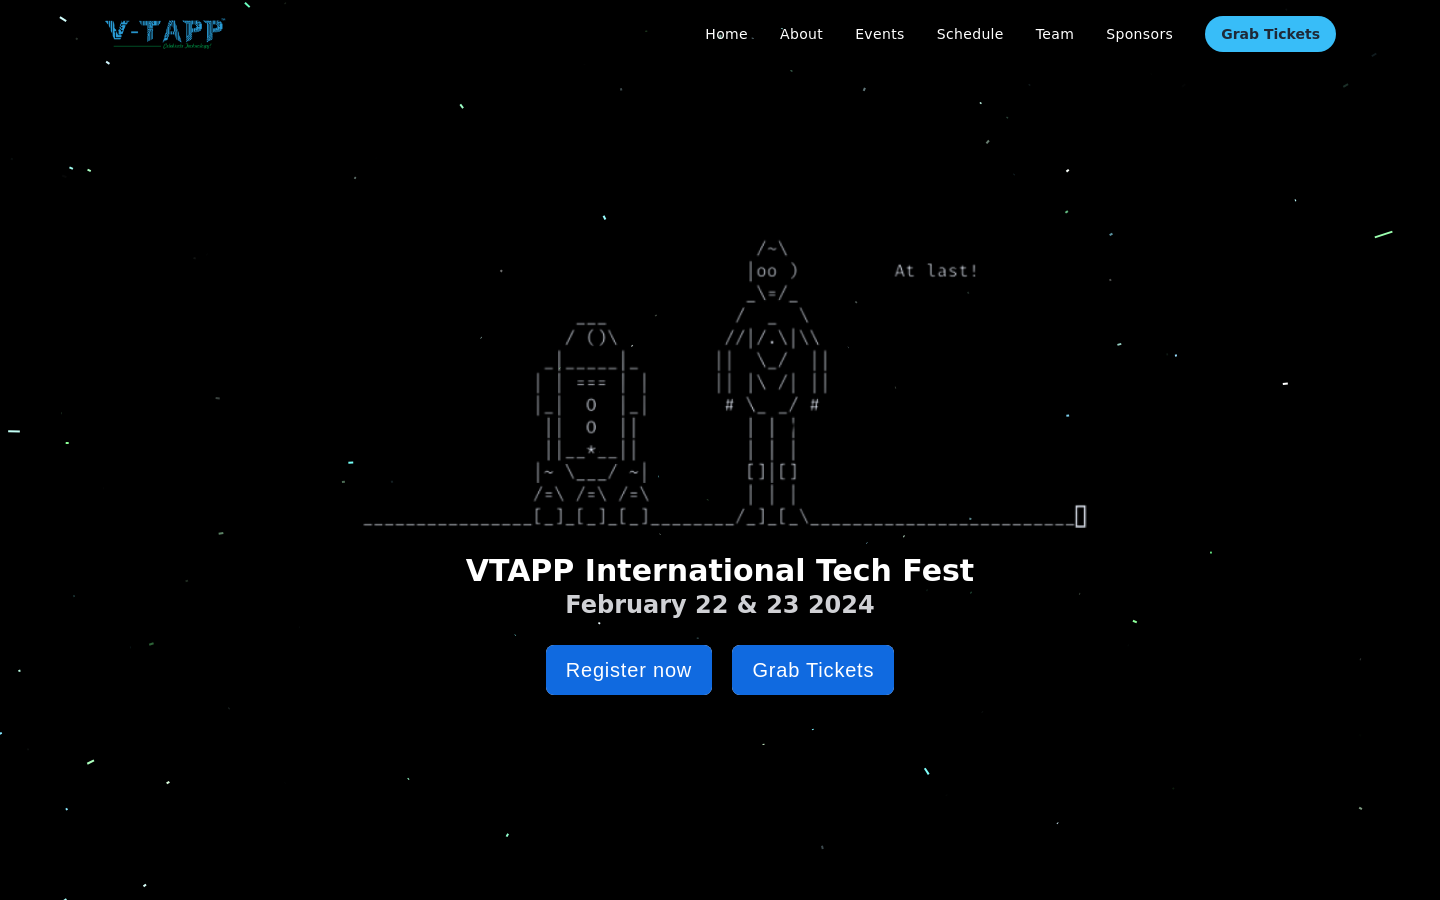 V-TAPP
Home About Events Schedule Team Sponsors Grab Tickets
At last!
VTAPP International Tech Fest
February 22 & 23 2024
Register now Grab Tickets